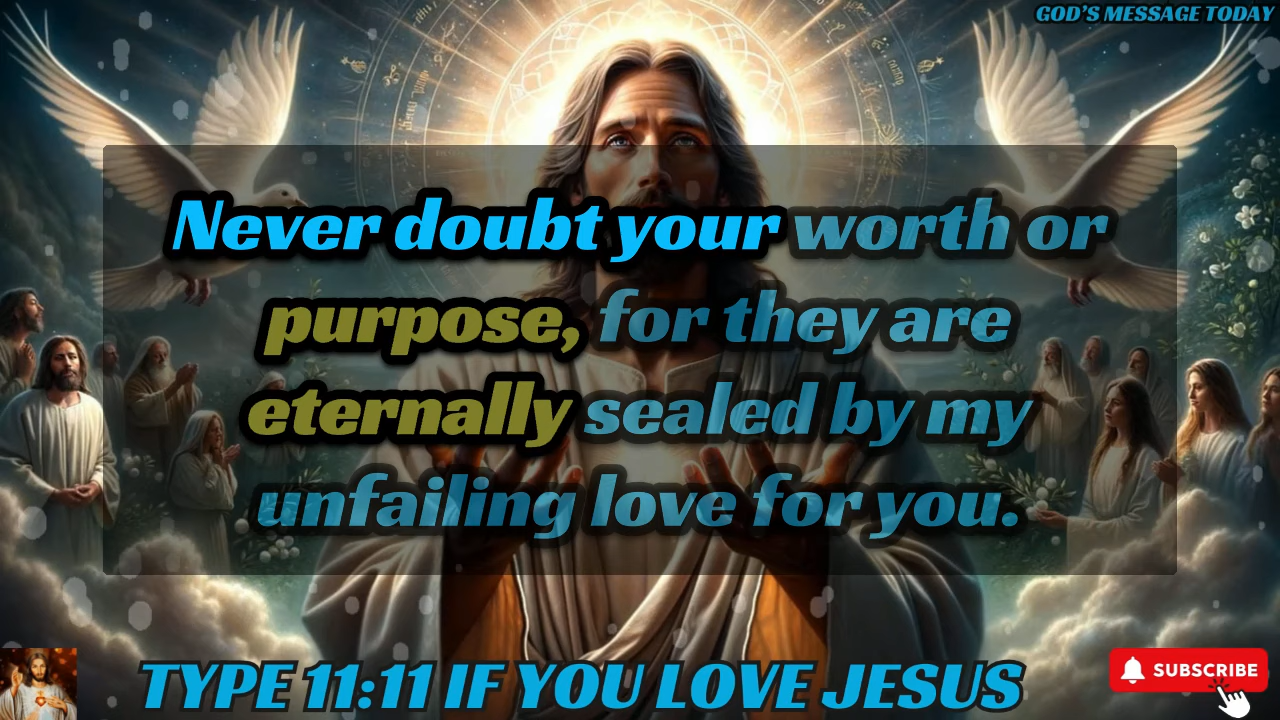 GOD'S MESSAGE TODAY
Never doubt your worth or
purpose, for they are
eternally sealed by my
unfailing love for you.
TYPE 11:11 IF YOU LOVE JESUS
SUBSCRIBE